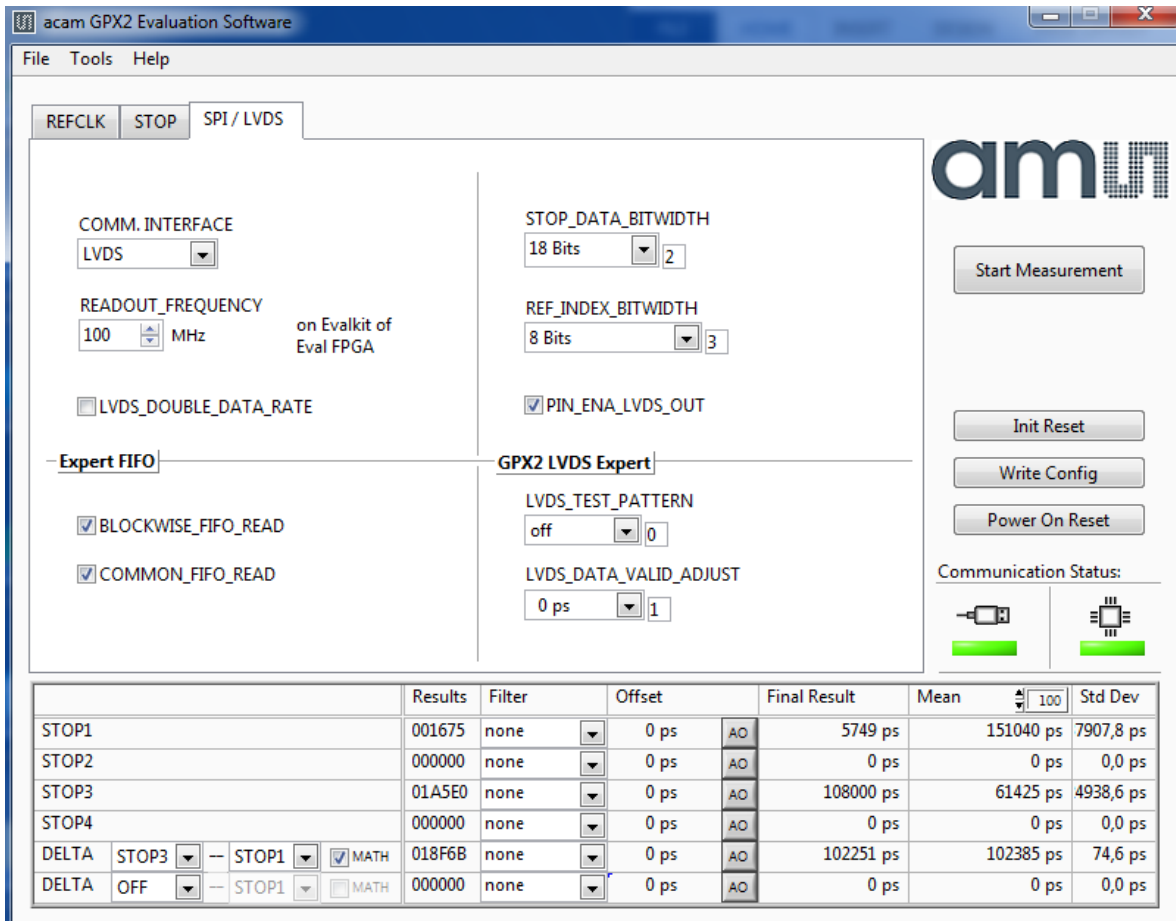 acam GPX2 Evaluation Software
File Tools Help
REFCLK STOP SPI / LVDS
COMM. INTERFACE
LVDS
READOUT_FREQUENCY
100 MHz
on Evalkit of
Eval FPGA
LVDS_DOUBLE_DATA_RATE
STOP_DATA_BITWIDTH
18 Bits 2
REF_INDEX_BITWIDTH
8 Bits 3
PIN_ENA_LVDS_OUT
Expert FIFO
BLOCKWISE_FIFO_READ
COMMON_FIFO_READ
GPX2 LVDS Expert
LVDS_TEST_PATTERN
off 0
LVDS_DATA_VALID_ADJUST
0 ps 1
amu
Start Measurement
Init Reset
Write Config
Power On Reset
Communication Status:
Results Filter Offset Final Result Mean 100 Std Dev
STOP1 001675 none 0 ps AO 5749 ps 151040 ps 7907,8 ps
STOP2 000000 none 0 ps AO 0 ps 0 ps 0,0 ps
STOP3 01A5E0 none 0 ps AO 108000 ps 61425 ps 4938,6 ps
STOP4 000000 none 0 ps AO 0 ps 0 ps 0,0 ps
DELTA STOP3 -- STOP1 MATH 018F6B none 0 ps AO 102251 ps 102385 ps 74,6 ps
DELTA OFF -- STOP1 MATH 000000 none 0 ps AO 0 ps 0 ps 0,0 ps